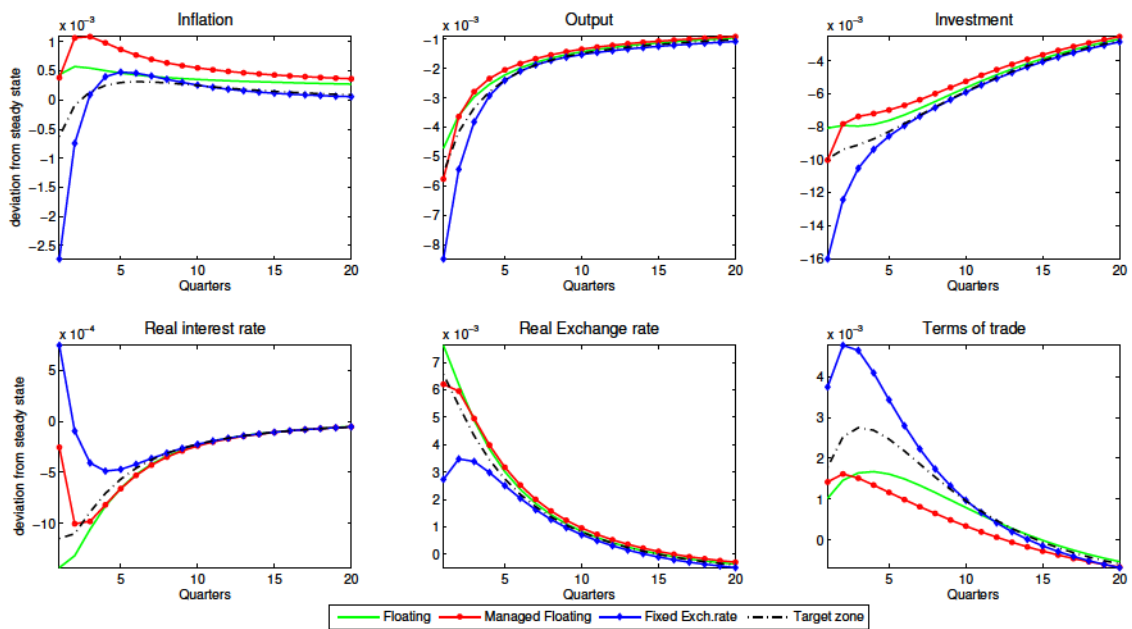 Inflation
Output
Investment
x 10⁻³
x 10⁻³
x 10⁻³
deviation from steady state
1
0.5
0
−0.5
−1
−1.5
−2
−2.5
5 10 15 20
Quarters
−1
−2
−3
−4
−5
−6
−7
−8
5 10 15 20
Quarters
−4
−6
−8
−10
−12
−14
−16
5 10 15 20
Quarters
Real interest rate
Real Exchange rate
Terms of trade
x 10⁻⁴
x 10⁻³
x 10⁻³
deviation from steady state
5
0
−5
−10
5 10 15 20
Quarters
7
6
5
4
3
2
1
0
5 10 15 20
Quarters
4
3
2
1
0
5 10 15 20
Quarters
Floating Managed Floating Fixed Exch.rate Target zone